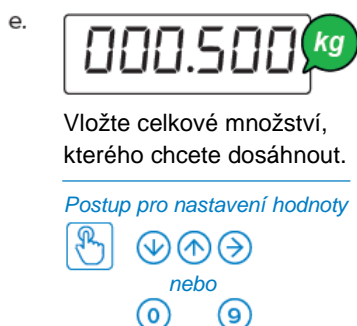 e.
000.500 kg
Vložte celkové množství,
kterého chcete dosáhnout.
Postup pro nastavení hodnoty
nebo
0 9